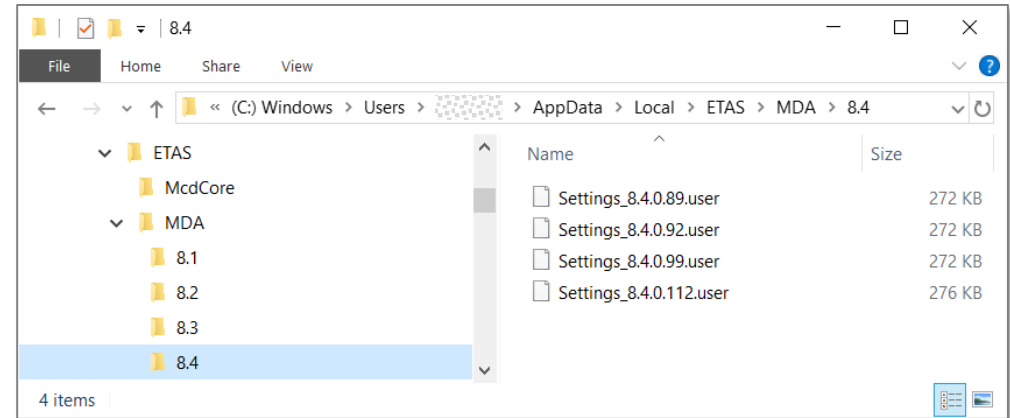 8.4
File Home Share View
« (C:) Windows > Users > > AppData > Local > ETAS > MDA > 8.4
ETAS
McdCore
MDA
8.1
8.2
8.3
8.4
Name Size
Settings_8.4.0.89.user 272 KB
Settings_8.4.0.92.user 272 KB
Settings_8.4.0.99.user 272 KB
Settings_8.4.0.112.user 276 KB
4 items